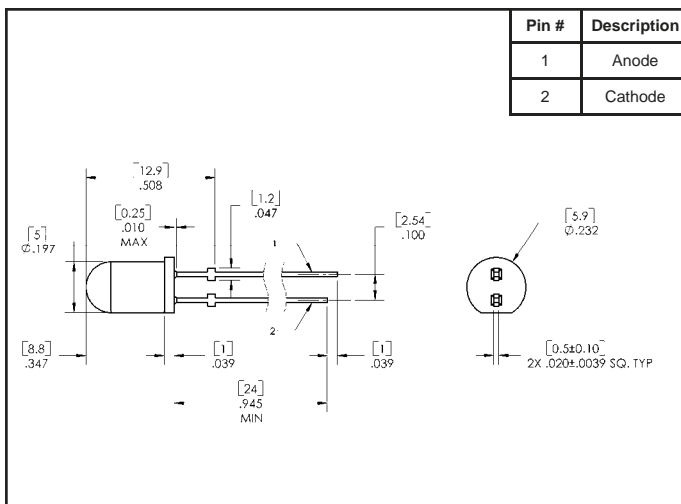 Pin # Description
1 Anode
2 Cathode
[12.9]
.508
[0.25]
.010
MAX
[1.2]
.047
[2.54]
.100
[5]
Ø.197
[5.9]
Ø.232
1
2
[8.8]
.347
[1]
.039
[24]
.945
MIN
[1]
.039
[0.5±0.10]
2X .020±.0039 SQ. TYP